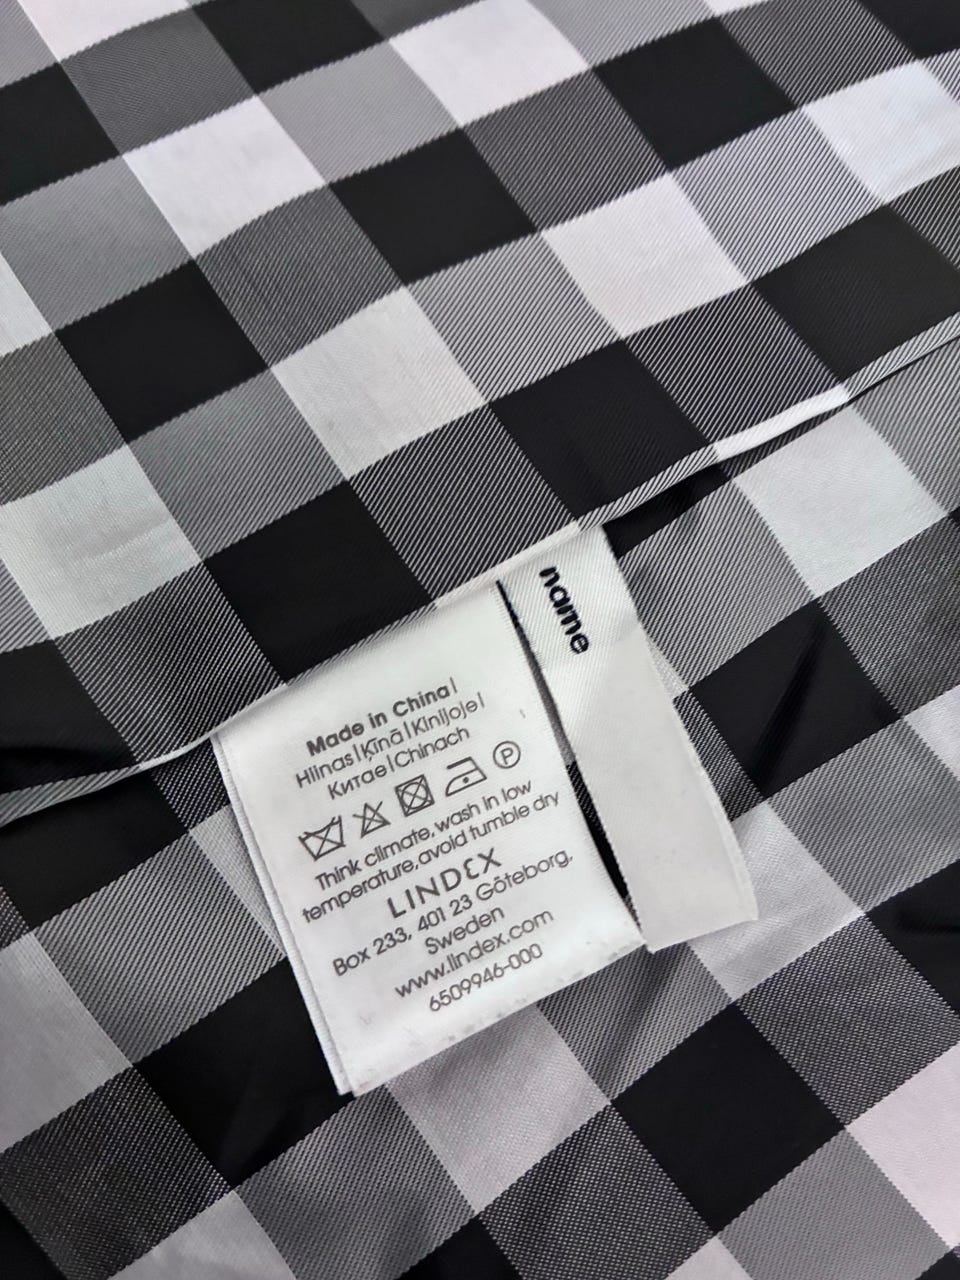 name
Made in China|
Hiinas|Ķīnā|Kinijoje|
Китае|Chinach
P
Think climate, wash in low
temperature, avoid tumble dry
LINDEX
Box 233, 401 23 Göteborg,
Sweden
www.lindex.com
6509946-000